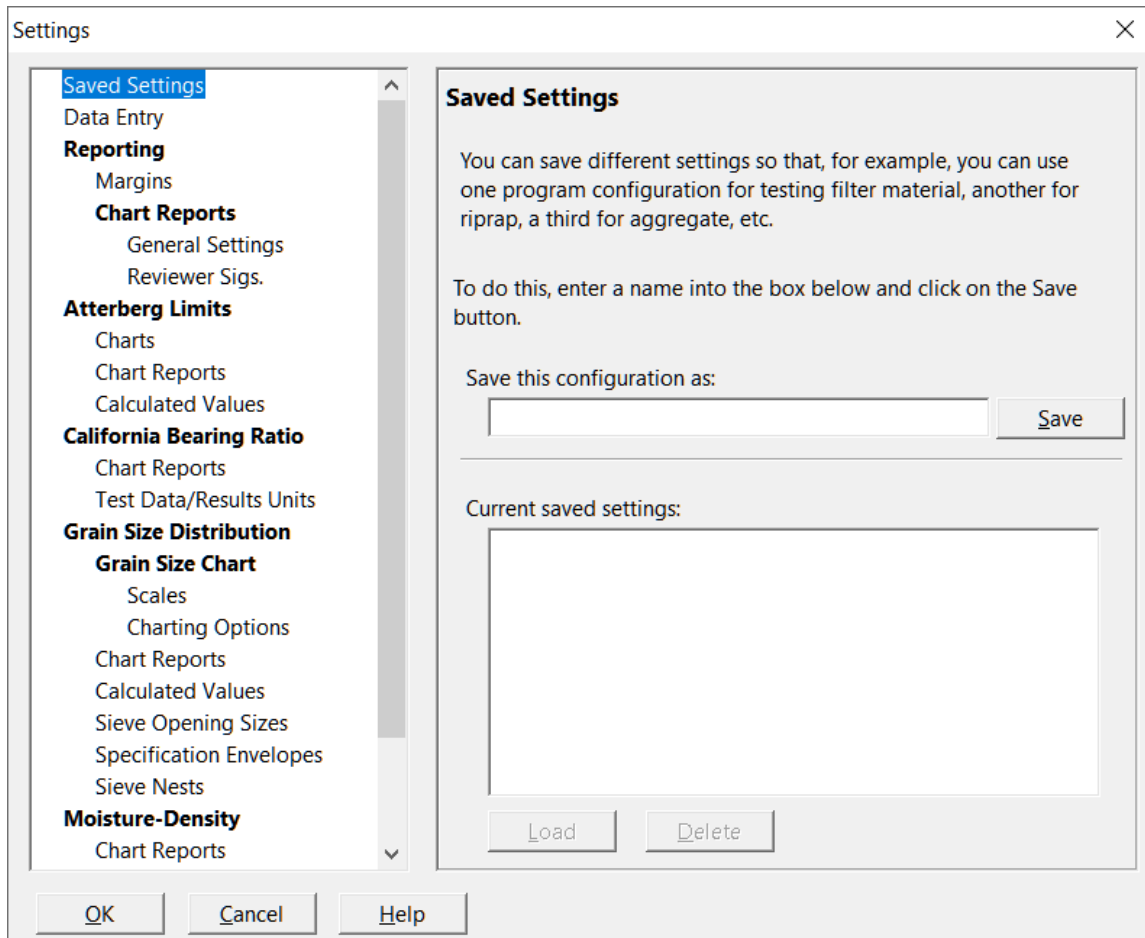 Settings
Saved Settings
Data Entry
Reporting
Margins
Chart Reports
General Settings
Reviewer Sigs.
Atterberg Limits
Charts
Chart Reports
Calculated Values
California Bearing Ratio
Chart Reports
Test Data/Results Units
Grain Size Distribution
Grain Size Chart
Scales
Charting Options
Chart Reports
Calculated Values
Sieve Opening Sizes
Specification Envelopes
Sieve Nests
Moisture-Density
Chart Reports
Saved Settings
You can save different settings so that, for example, you can use
one program configuration for testing filter material, another for
riprap, a third for aggregate, etc.
To do this, enter a name into the box below and click on the Save
button.
Save this configuration as:
Save
Current saved settings:
Load Delete
OK Cancel Help